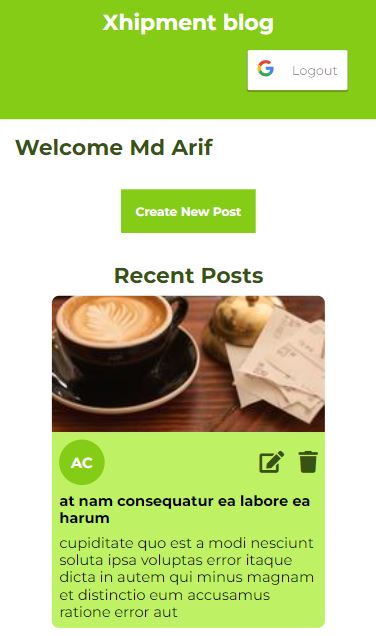 Xhipment blog
Logout
Welcome Md Arif
Create New Post
Recent Posts
AC
at nam consequatur ea labore ea
harum
cupiditate quo est a modi nesciunt
soluta ipsa voluptas error itaque
dicta in autem qui minus magnam
et distinctio eum accusamus
ratione error aut